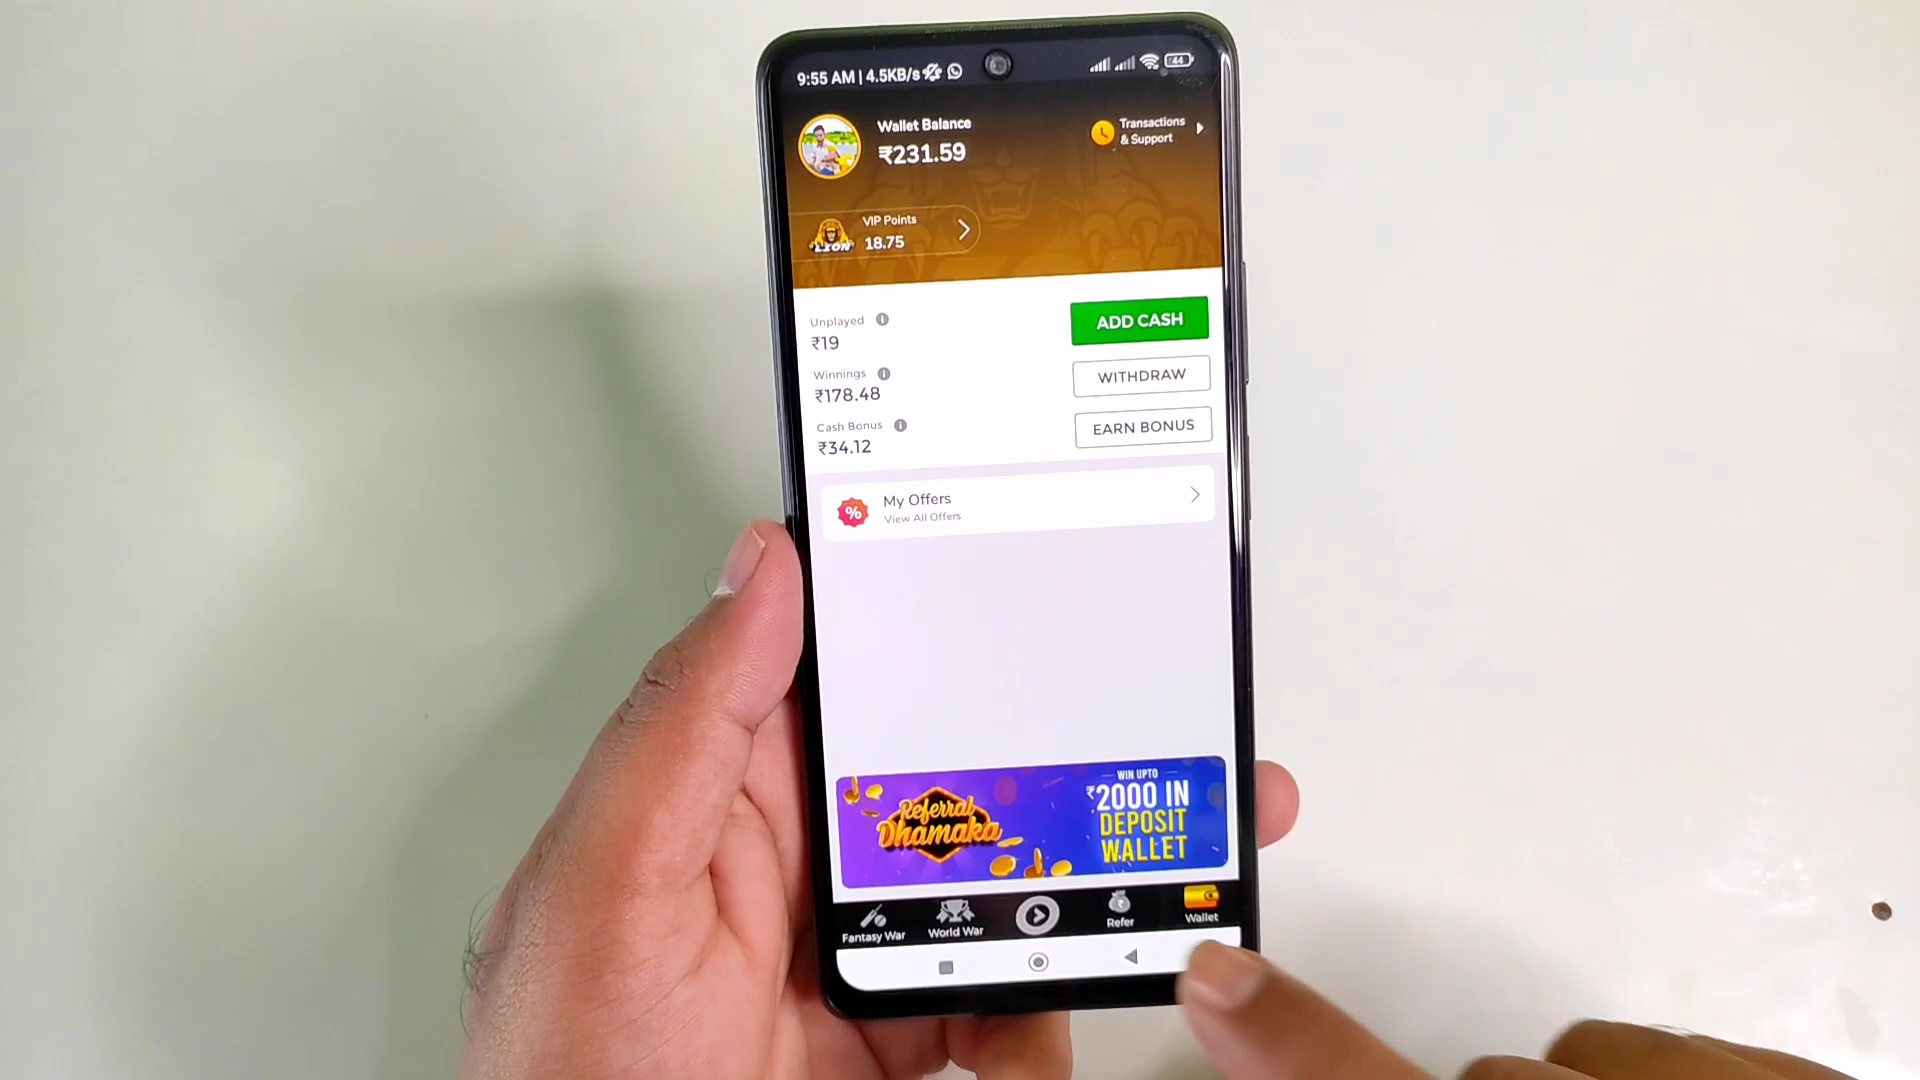 9:55 AM | 4.5KB/s
44
Wallet Balance
₹231.59
Transactions
& Support
LION
VIP Points
18.75
Unplayed
₹19
ADD CASH
Winnings
₹178.48
WITHDRAW
Cash Bonus
₹34.12
EARN BONUS
%
My Offers
View All Offers
Referral
Dhamaka
WIN UPTO
₹2000 IN
DEPOSIT
WALLET
Fantasy War
World War
Refer
Wallet